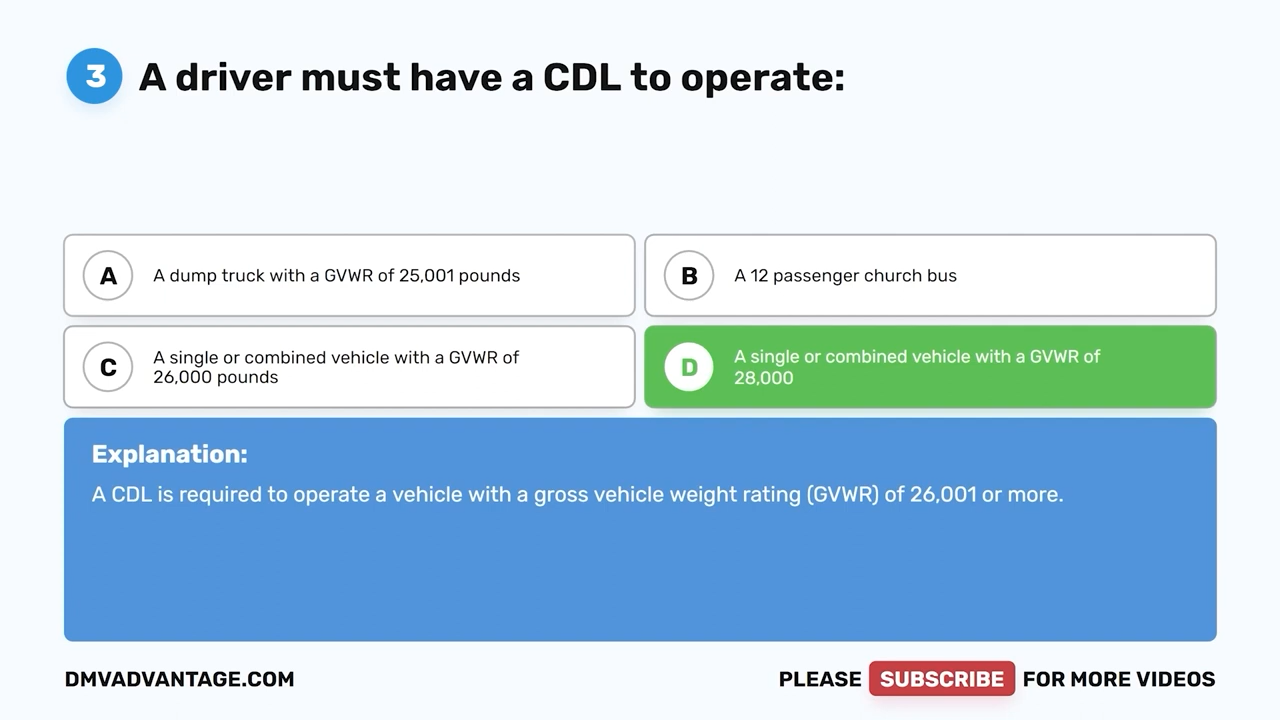 3 A driver must have a CDL to operate:
A A dump truck with a GVWR of 25,001 pounds
B A 12 passenger church bus
C A single or combined vehicle with a GVWR of
26,000 pounds
D A single or combined vehicle with a GVWR of
28,000
Explanation:
A CDL is required to operate a vehicle with a gross vehicle weight rating (GVWR) of 26,001 or more.
DMVADVANTAGE.COM
PLEASE SUBSCRIBE FOR MORE VIDEOS